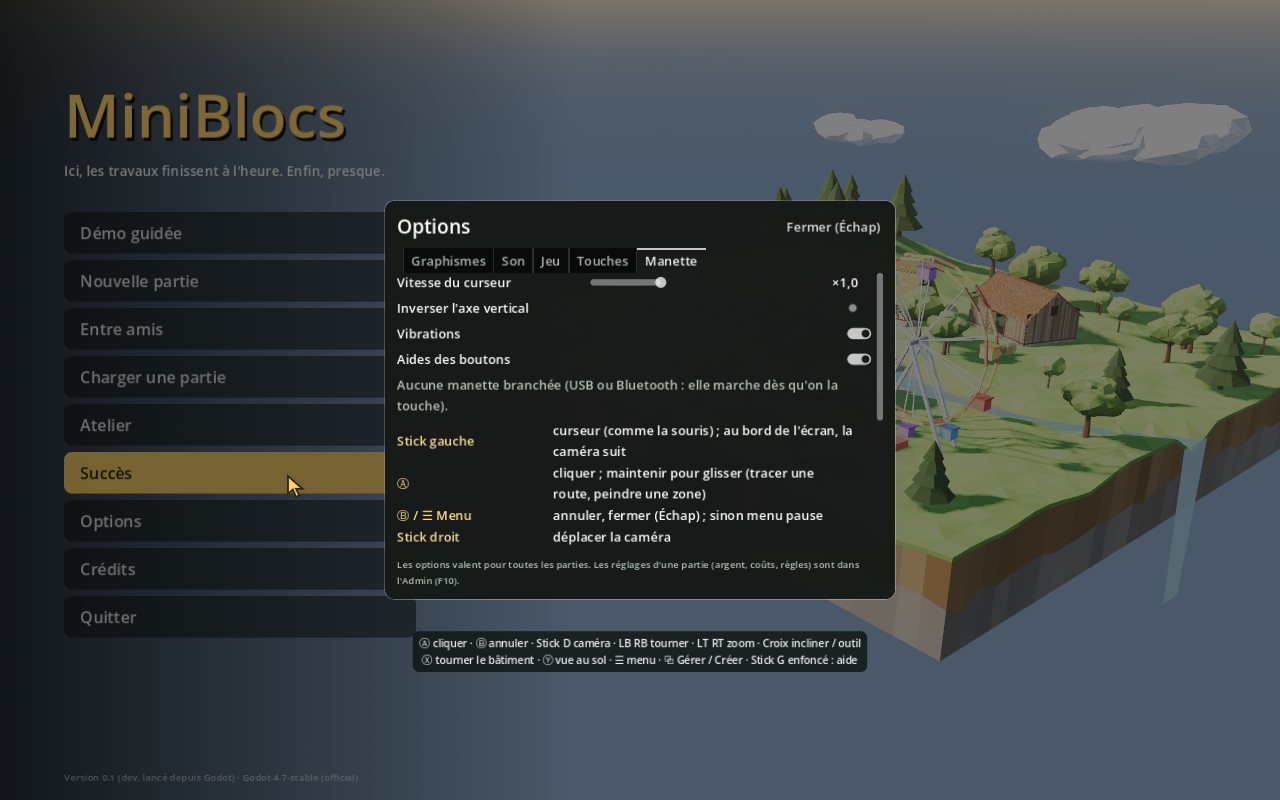 MiniBlocs
Ici, les travaux finissent à l'heure. Enfin, presque.
Démo guidée
Nouvelle partie
Entre amis
Charger une partie
Atelier
Succès
Options
Crédits
Quitter
Options
Fermer (Échap)
Graphismes Son Jeu Touches Manette
Vitesse du curseur ×1,0
Inverser l'axe vertical
Vibrations
Aides des boutons
Aucune manette branchée (USB ou Bluetooth : elle marche dès qu'on la
touche).
Stick gauche curseur (comme la souris) ; au bord de l'écran, la
caméra suit
Ⓐ cliquer ; maintenir pour glisser (tracer une
route, peindre une zone)
Ⓑ / ☰ Menu annuler, fermer (Échap) ; sinon menu pause
Stick droit déplacer la caméra
Les options valent pour toutes les parties. Les réglages d'une partie (argent, coûts, règles) sont dans
l'Admin (F10).
Ⓐ cliquer · Ⓑ annuler · Stick D caméra · LB RB tourner · LT RT zoom · Croix incliner / outil
Ⓧ tourner le bâtiment · Ⓨ vue au sol · ☰ menu · ⧉ Gérer / Créer · Stick G enfoncé : aide
Version 0.1 (dev, lancé depuis Godot) · Godot 4.7-stable (official)